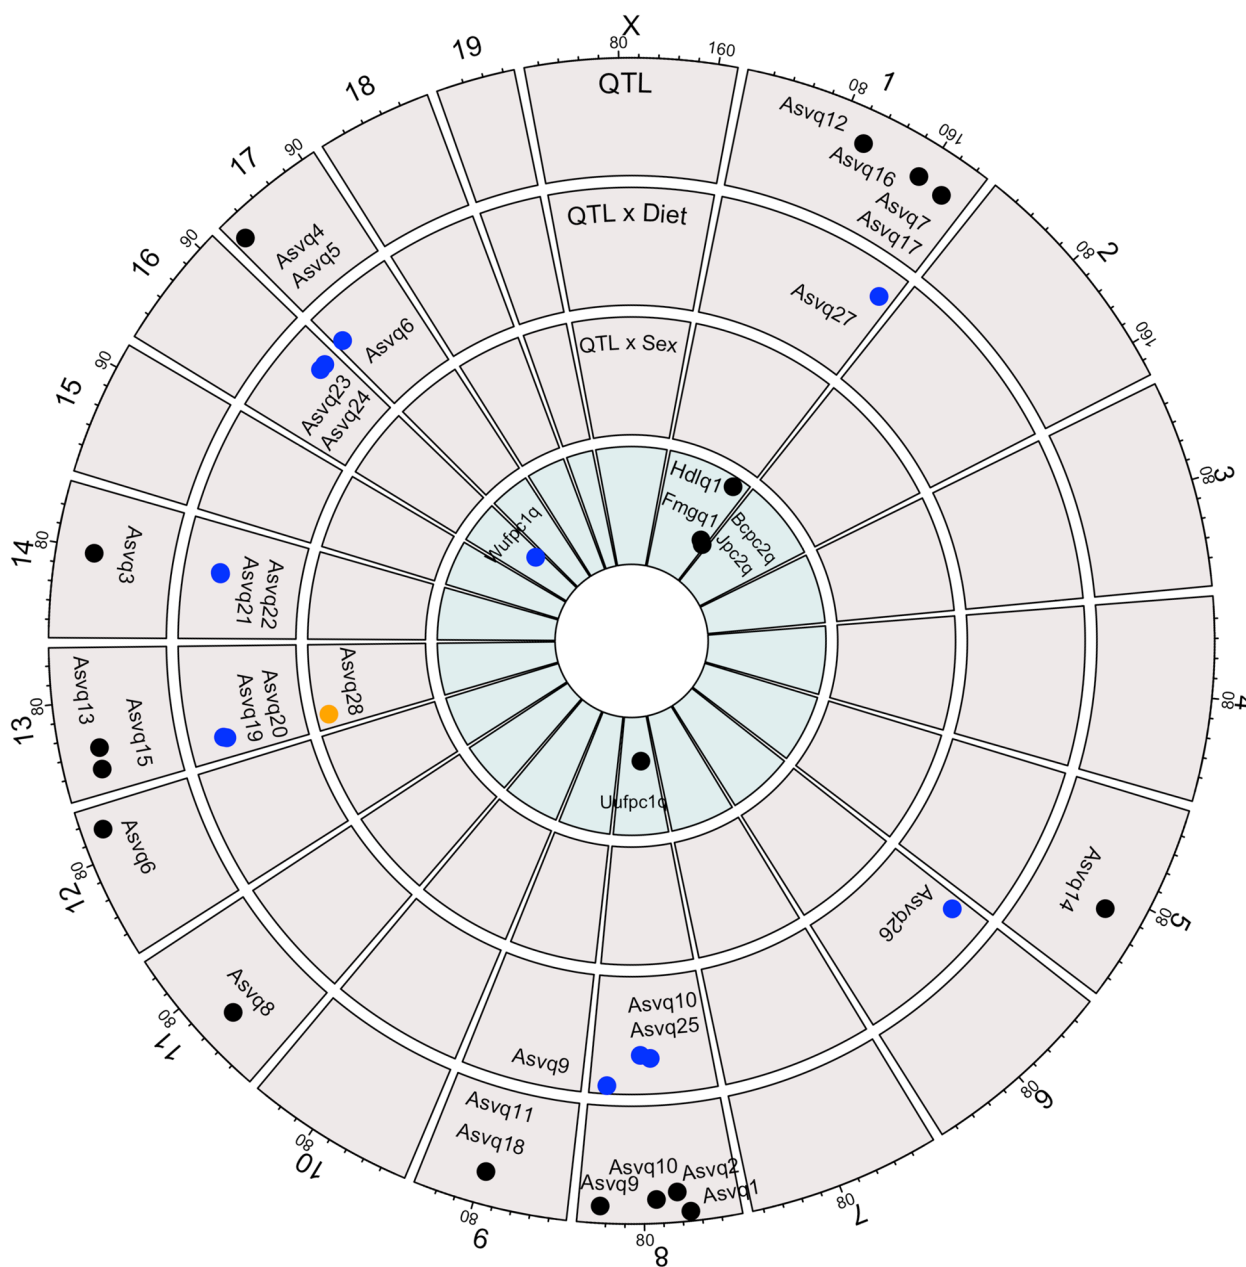 X
80
160
QTL
QTL x Diet
QTL x Sex
1
80
160
Asvq12
Asvq16
Asvq7
Asvq17
Asvq27
Hdlq1
Fmgq1
2
80
160
Bcpc2q
Jpc2q
3
80
4
80
5
80
Asvq14
6
80
Asvq26
7
80
8
80
Asvq10
Asvq2
Asvq9
Asvq1
Asvq10
Asvq25
Asvq9
Uufpc1q
9
80
Asvq11
Asvq18
10
80
11
80
Asvq8
12
80
Asvq6
13
80
Asvq13
Asvq15
Asvq20
Asvq19
Asvq28
14
80
Asvq3
Asvq22
Asvq21
15
90
16
90
Asvq23
Asvq24
Wufpc1q
17
90
Asvq4
Asvq5
Asvq6
18
19